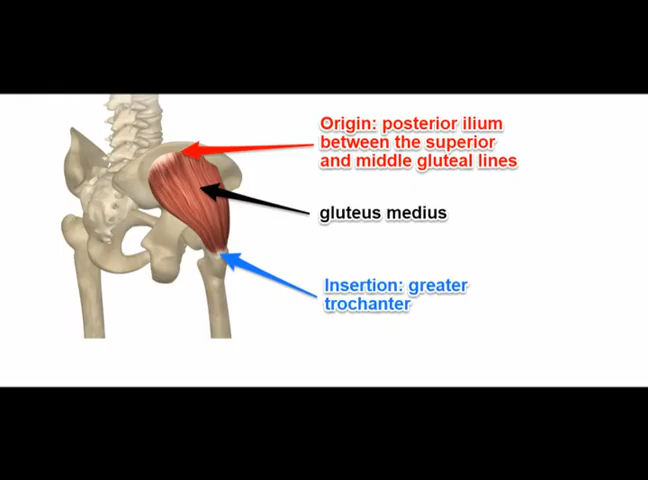 Origin: posterior ilium
between the superior
and middle gluteal lines
gluteus medius
Insertion: greater
trochanter